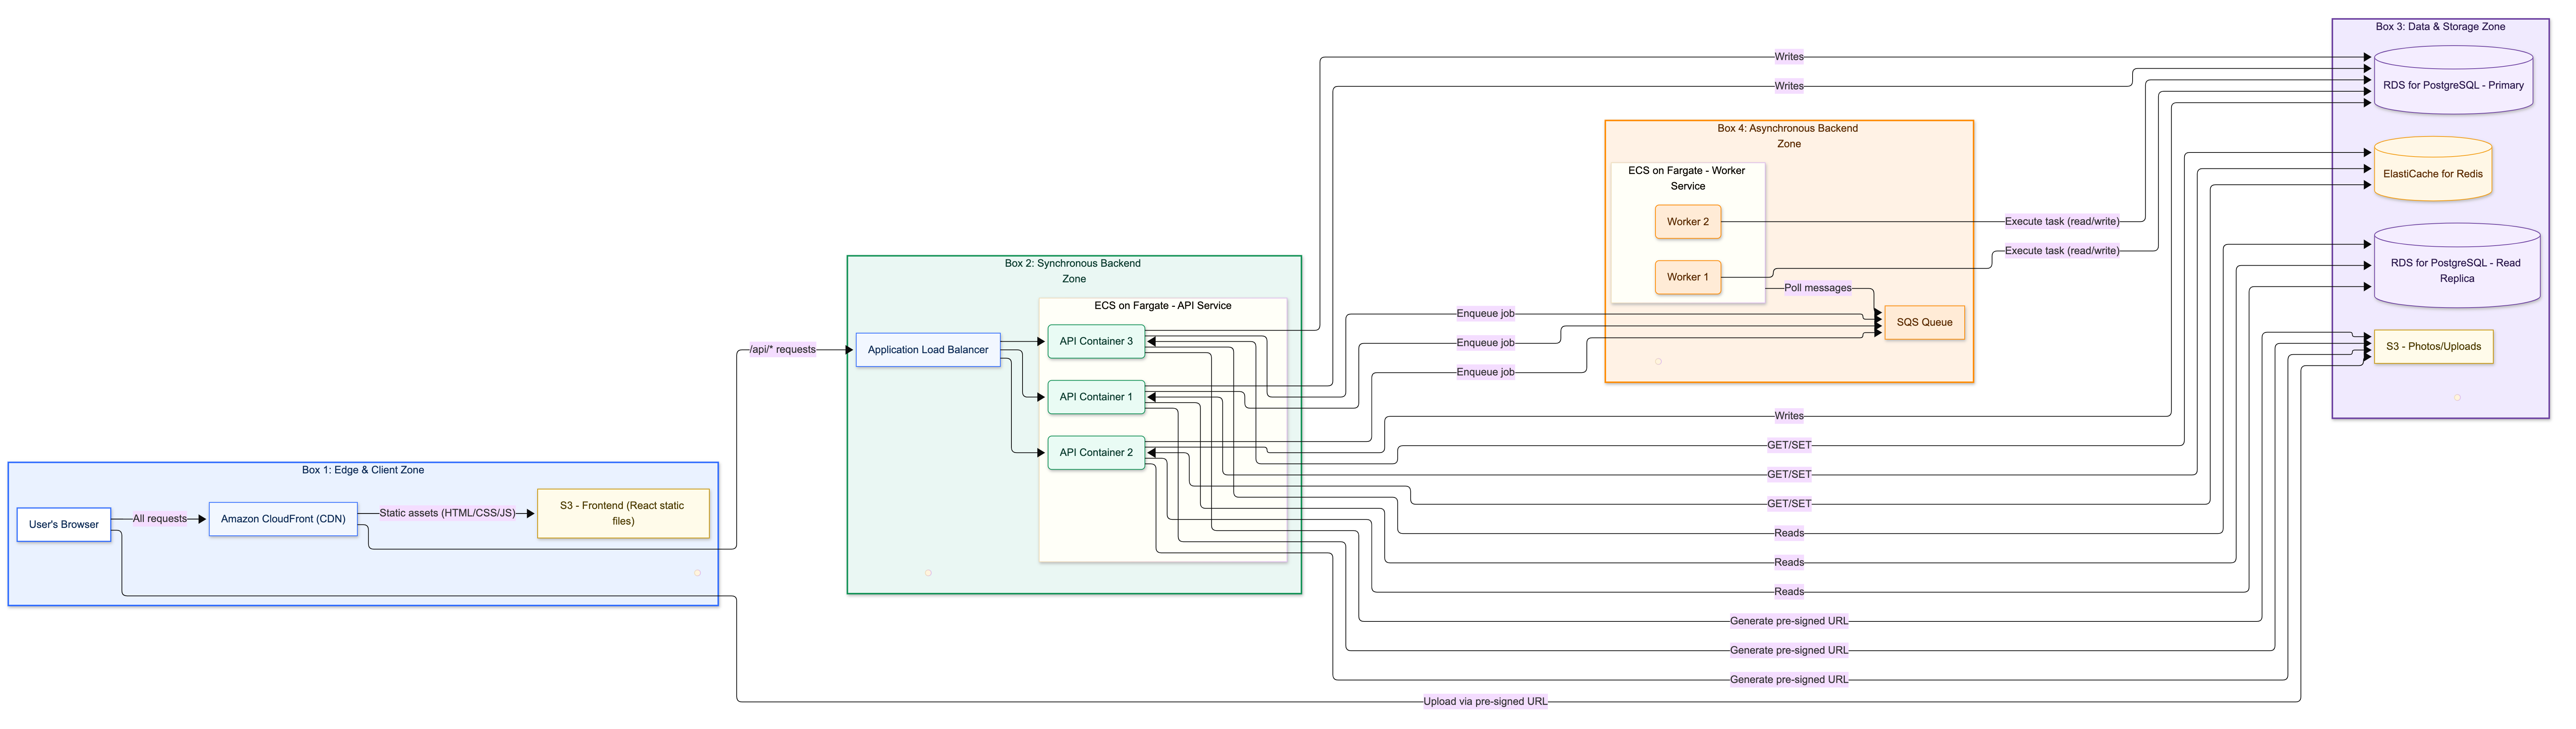 Box 1: Edge & Client Zone
User's Browser
All requests
Amazon CloudFront (CDN)
Static assets (HTML/CSS/JS)
S3 - Frontend (React static
files)
/api/* requests
Box 2: Synchronous Backend
Zone
Application Load Balancer
ECS on Fargate - API Service
API Container 3
API Container 1
API Container 2
Box 4: Asynchronous Backend
Zone
ECS on Fargate - Worker
Service
Worker 2
Worker 1
Poll messages
SQS Queue
Writes
Writes
Execute task (read/write)
Execute task (read/write)
Enqueue job
Enqueue job
Enqueue job
Writes
GET/SET
GET/SET
GET/SET
Reads
Reads
Reads
Generate pre-signed URL
Generate pre-signed URL
Generate pre-signed URL
Upload via pre-signed URL
Box 3: Data & Storage Zone
RDS for PostgreSQL - Primary
ElastiCache for Redis
RDS for PostgreSQL - Read
Replica
S3 - Photos/Uploads